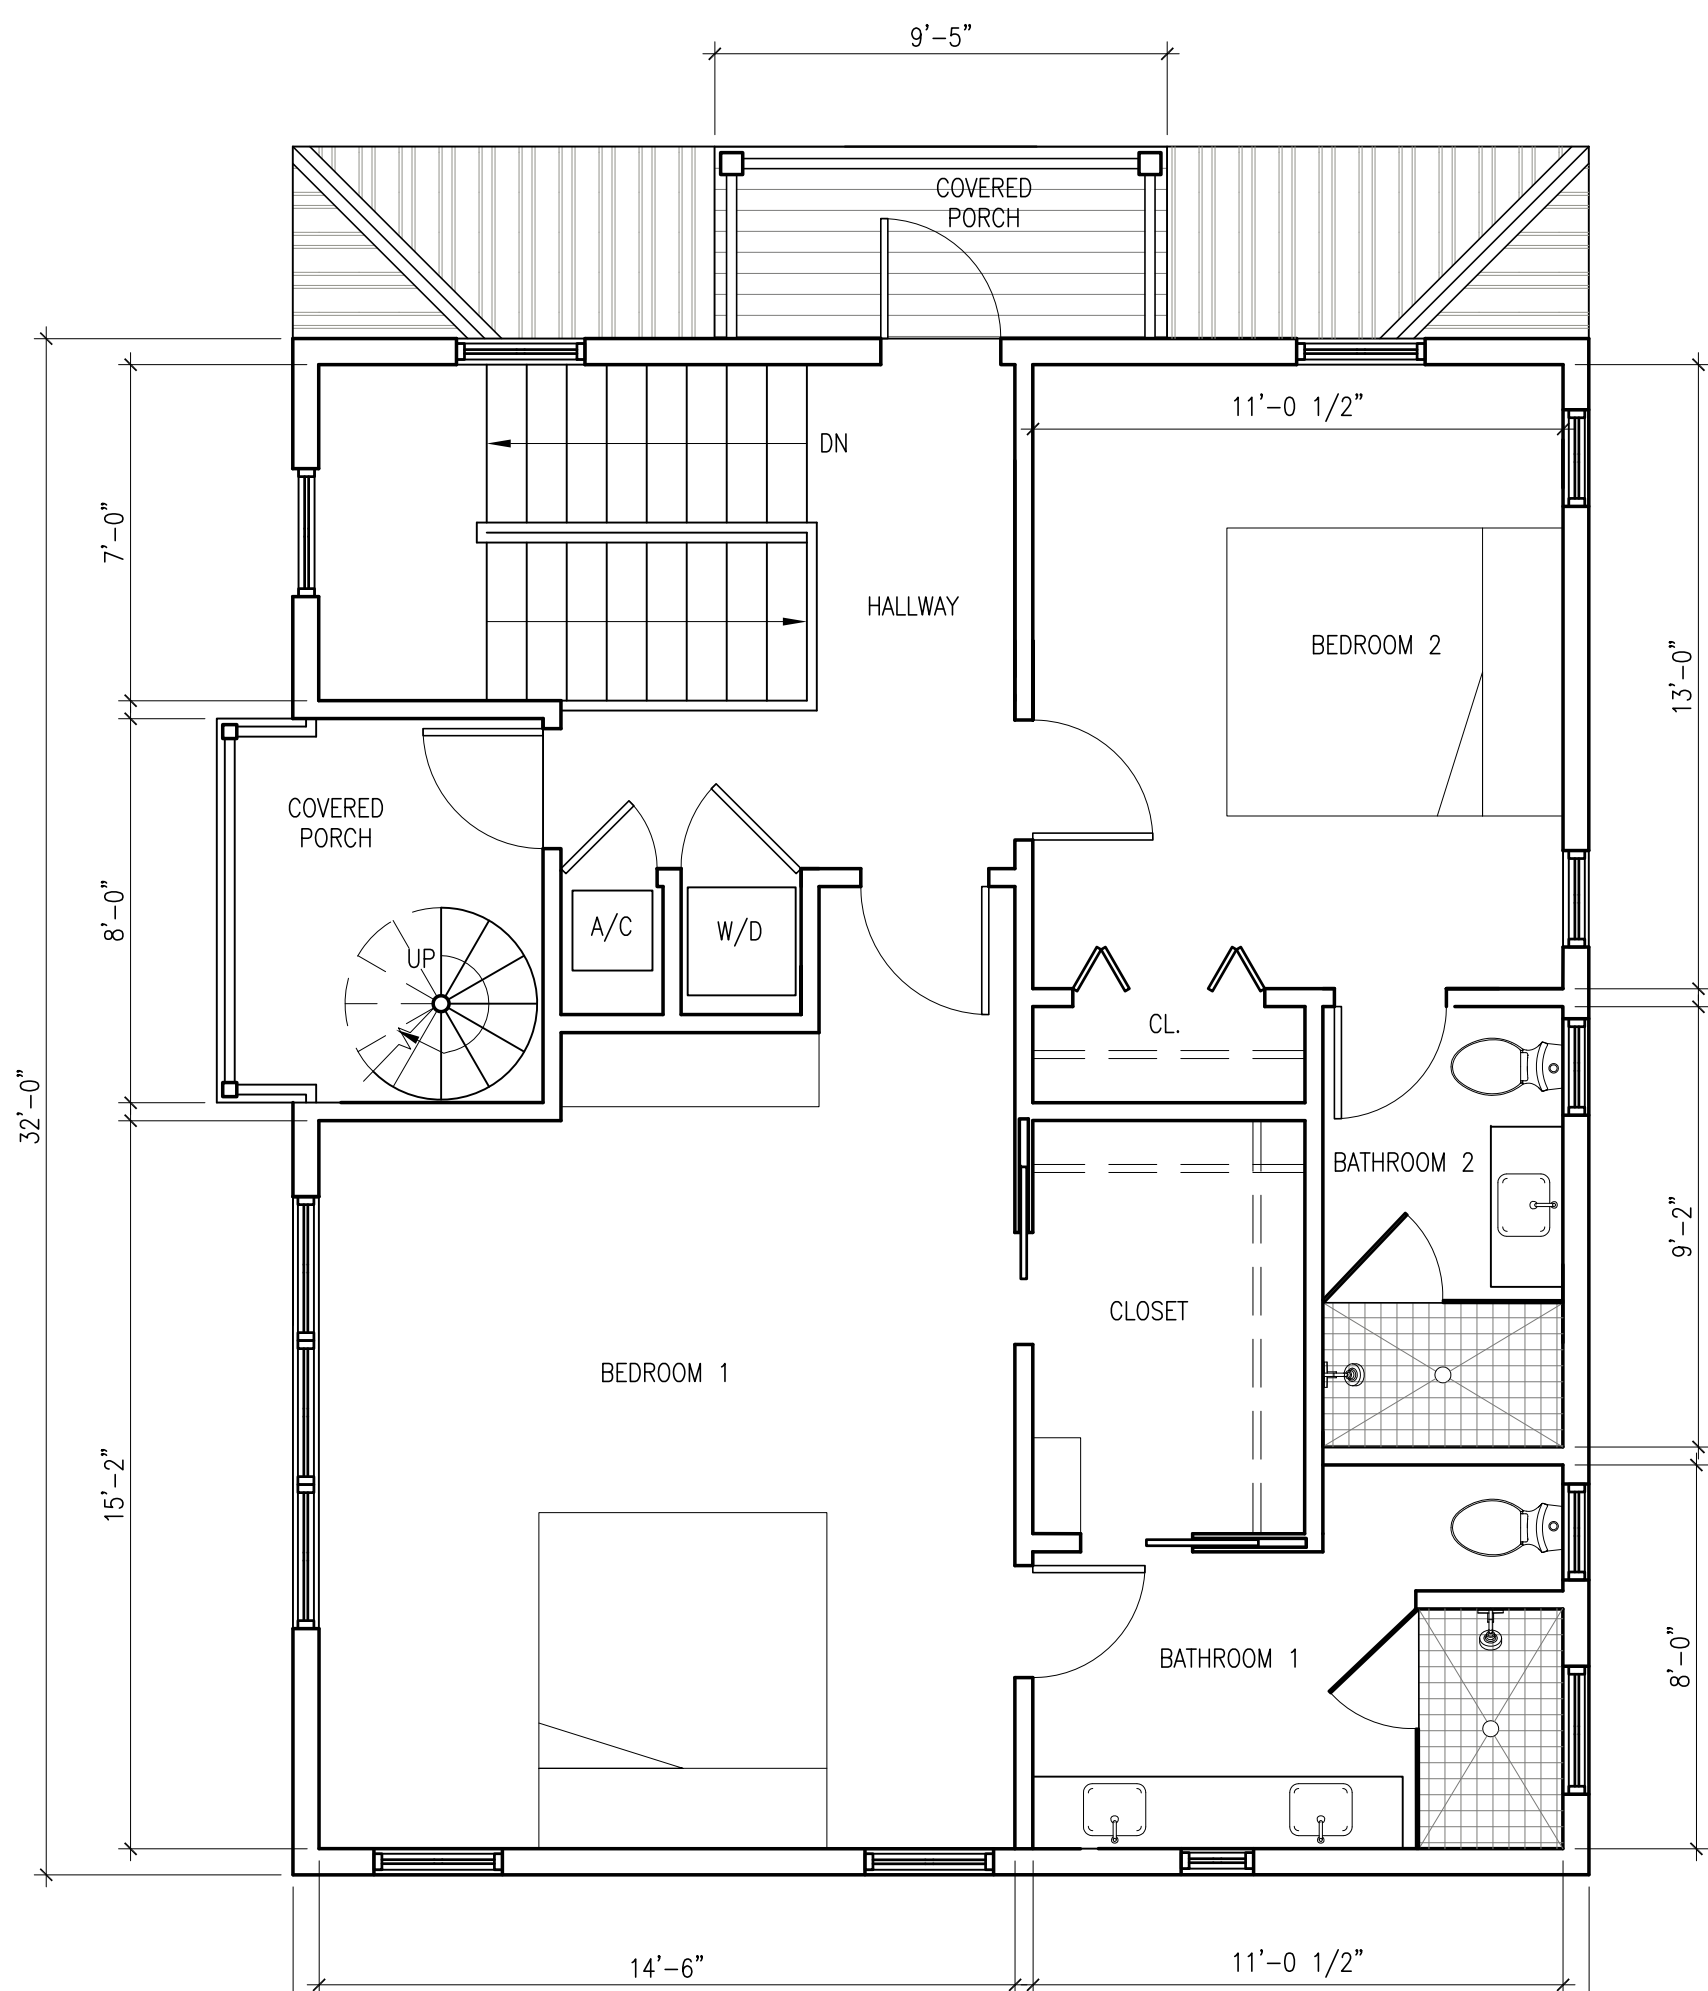 9'-5"
COVERED
PORCH
11'-0 1/2"
DN
7'-0"
HALLWAY
BEDROOM 2
13'-0"
COVERED
PORCH
8'-0"
A/C
W/D
UP
CL.
32'-0"
BATHROOM 2
9'-2"
CLOSET
BEDROOM 1
15'-2"
BATHROOM 1
8'-0"
14'-6"
11'-0 1/2"